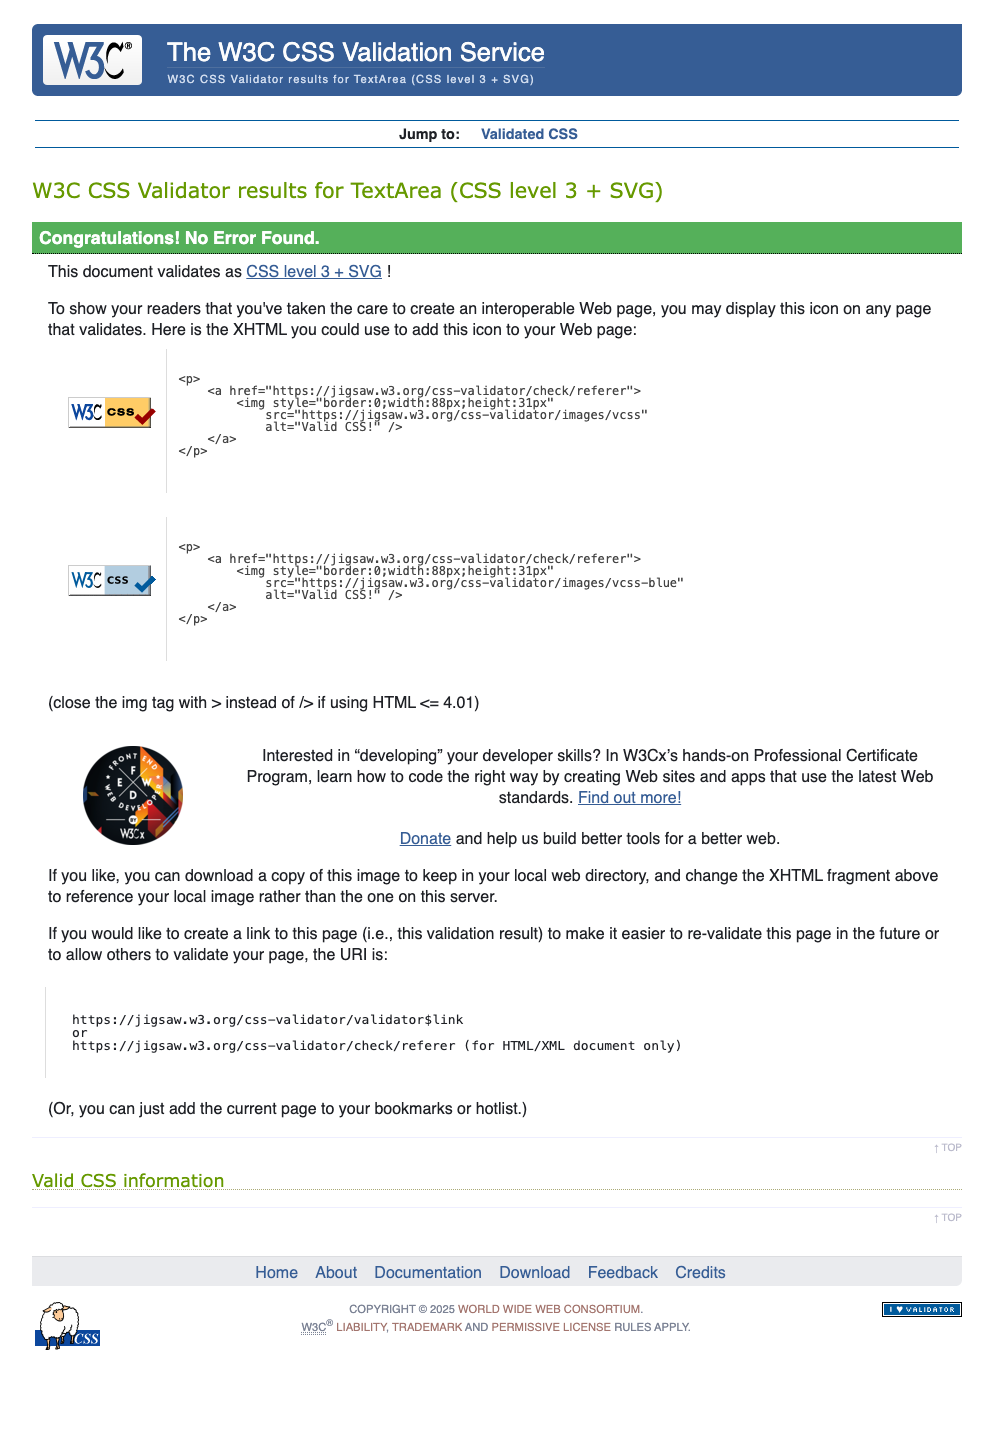 W3C®
The W3C CSS Validation Service
W3C CSS Validator results for TextArea (CSS level 3 + SVG)
Jump to: Validated CSS
W3C CSS Validator results for TextArea (CSS level 3 + SVG)
Congratulations! No Error Found.
This document validates as CSS level 3 + SVG !
To show your readers that you've taken the care to create an interoperable Web page, you may display this icon on any page
that validates. Here is the XHTML you could use to add this icon to your Web page:
W3C CSS
<p>
    <a href="https://jigsaw.w3.org/css-validator/check/referer">
        <img style="border:0;width:88px;height:31px"
            src="https://jigsaw.w3.org/css-validator/images/vcss"
            alt="Valid CSS!" />
    </a>
</p>
W3C CSS
<p>
    <a href="https://jigsaw.w3.org/css-validator/check/referer">
        <img style="border:0;width:88px;height:31px"
            src="https://jigsaw.w3.org/css-validator/images/vcss-blue"
            alt="Valid CSS!" />
    </a>
</p>
(close the img tag with > instead of /> if using HTML <= 4.01)
FRONT END
F
E W
D
WEB DEVELOPER
BY
W3Cx
Interested in “developing” your developer skills? In W3Cx’s hands-on Professional Certificate
Program, learn how to code the right way by creating Web sites and apps that use the latest Web
standards. Find out more!
Donate and help us build better tools for a better web.
If you like, you can download a copy of this image to keep in your local web directory, and change the XHTML fragment above
to reference your local image rather than the one on this server.
If you would like to create a link to this page (i.e., this validation result) to make it easier to re-validate this page in the future or
to allow others to validate your page, the URI is:
https://jigsaw.w3.org/css-validator/validator$link
or
https://jigsaw.w3.org/css-validator/check/referer (for HTML/XML document only)
(Or, you can just add the current page to your bookmarks or hotlist.)
↑ TOP
Valid CSS information
↑ TOP
Home About Documentation Download Feedback Credits
CSS
COPYRIGHT © 2025 WORLD WIDE WEB CONSORTIUM.
W3C® LIABILITY, TRADEMARK AND PERMISSIVE LICENSE RULES APPLY.
I ♥ VALIDATOR